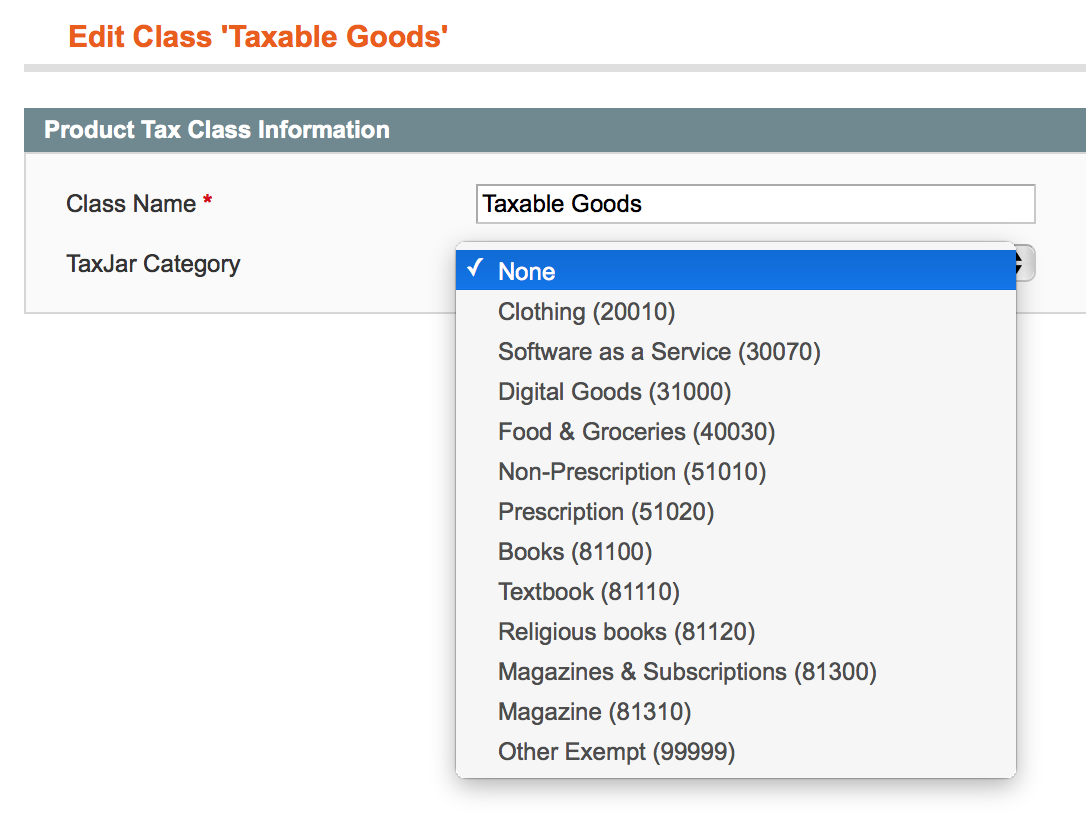 Edit Class 'Taxable Goods'
Product Tax Class Information
Class Name *
Taxable Goods
TaxJar Category
✓ None
Clothing (20010)
Software as a Service (30070)
Digital Goods (31000)
Food & Groceries (40030)
Non-Prescription (51010)
Prescription (51020)
Books (81100)
Textbook (81110)
Religious books (81120)
Magazines & Subscriptions (81300)
Magazine (81310)
Other Exempt (99999)